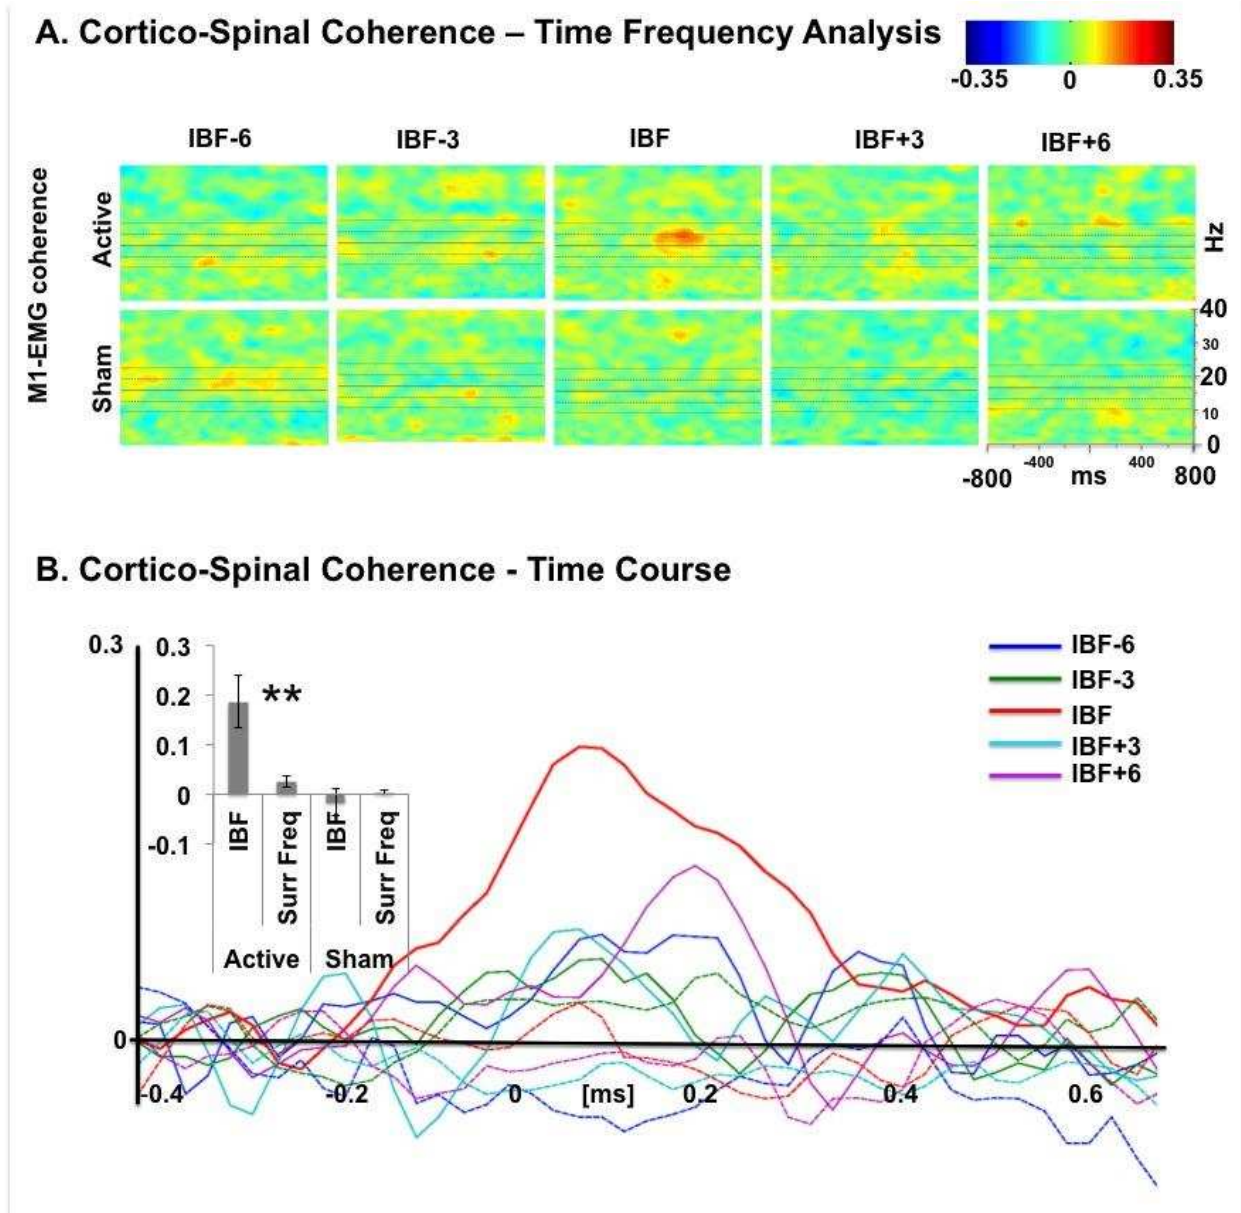 A. Cortico-Spinal Coherence – Time Frequency Analysis
-0.35 0 0.35
IBF-6 IBF-3 IBF IBF+3 IBF+6
M1-EMG coherence
Active
Hz
Sham
40
30
20
10
0
-800 -400 ms 400 800
B. Cortico-Spinal Coherence - Time Course
0.3
0.3
0.2
0.1
0
-0.1
**
IBF
Surr Freq
IBF
Surr Freq
Active Sham
IBF-6
IBF-3
IBF
IBF+3
IBF+6
0
-0.4 -0.2 0 [ms] 0.2 0.4 0.6